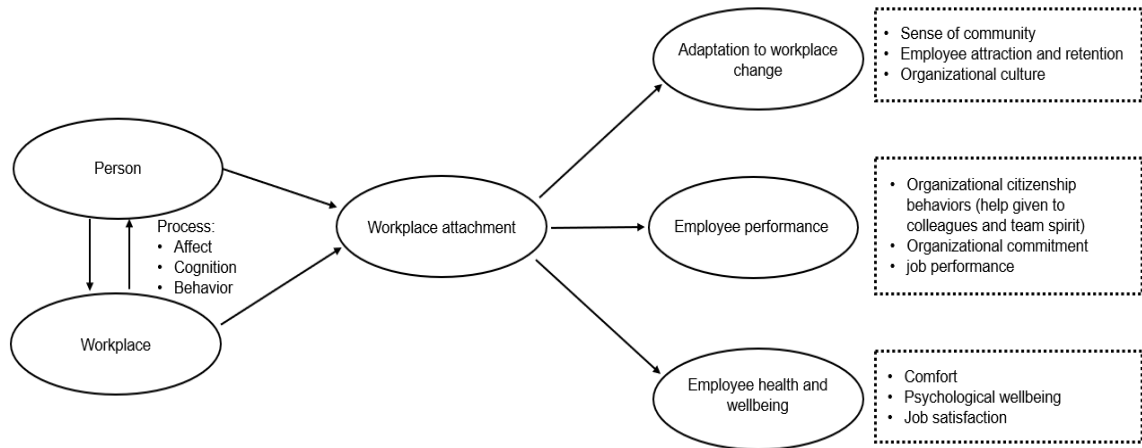 Person
Process:
• Affect
• Cognition
• Behavior
Workplace
Workplace attachment
Adaptation to workplace
change
• Sense of community
• Employee attraction and retention
• Organizational culture
Employee performance
• Organizational citizenship
behaviors (help given to
colleagues and team spirit)
• Organizational commitment
• job performance
Employee health and
wellbeing
• Comfort
• Psychological wellbeing
• Job satisfaction